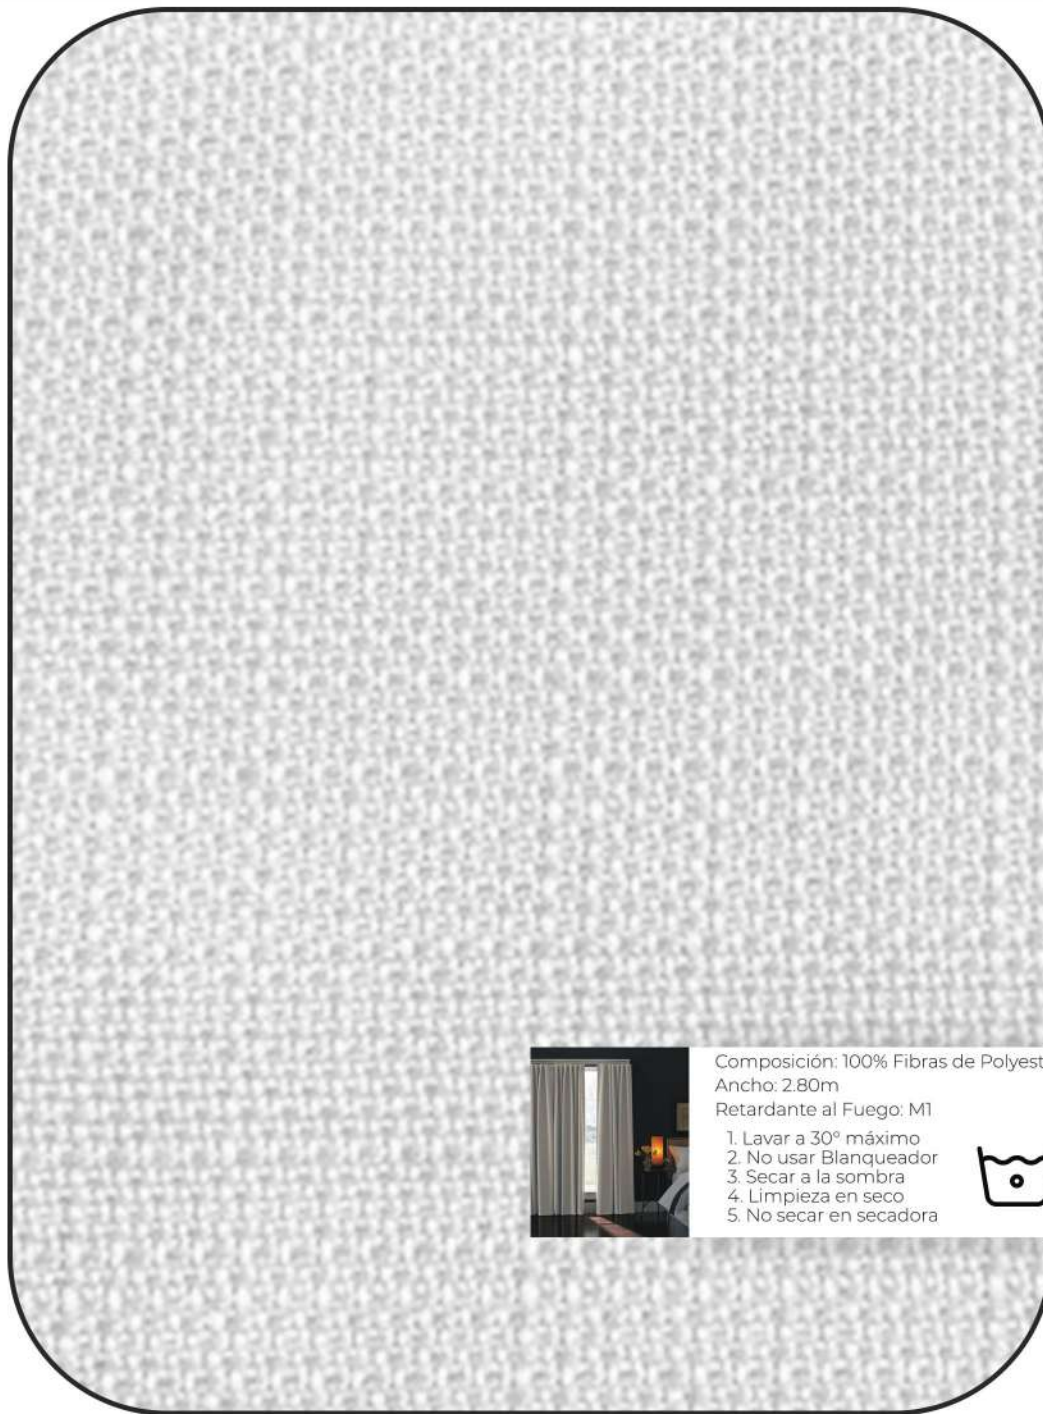 Composición: 100% Fibras de Polyest
Ancho: 2.80m
Retardante al Fuego: M1
1. Lavar a 30° máximo
2. No usar Blanqueador
3. Secar a la sombra
4. Limpieza en seco
5. No secar en secadora